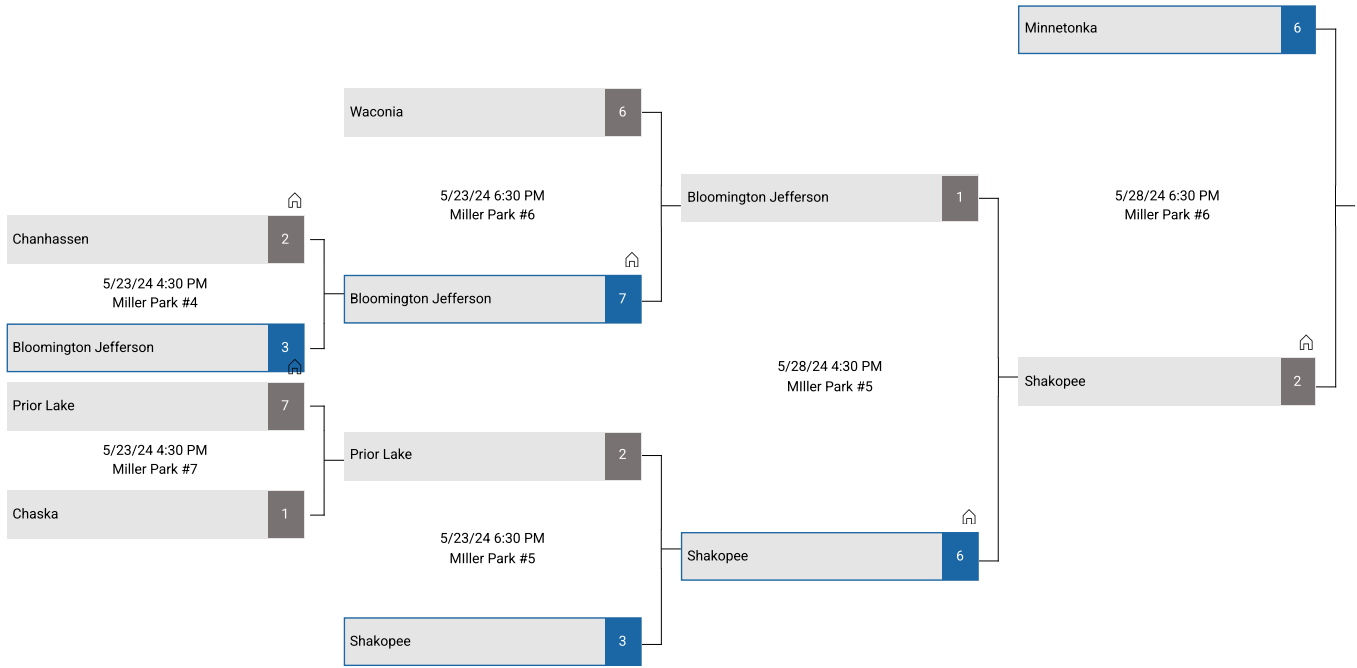 Minnetonka 6
5/28/24 6:30 PM
Miller Park #6
Shakopee 2
Waconia 6
5/23/24 6:30 PM
Miller Park #6
Bloomington Jefferson 7
Bloomington Jefferson 1
5/28/24 4:30 PM
MIller Park #5
Shakopee 6
Chanhassen 2
5/23/24 4:30 PM
Miller Park #4
Bloomington Jefferson 3
Prior Lake 7
5/23/24 4:30 PM
Miller Park #7
Chaska 1
Prior Lake 2
5/23/24 6:30 PM
MIller Park #5
Shakopee 3